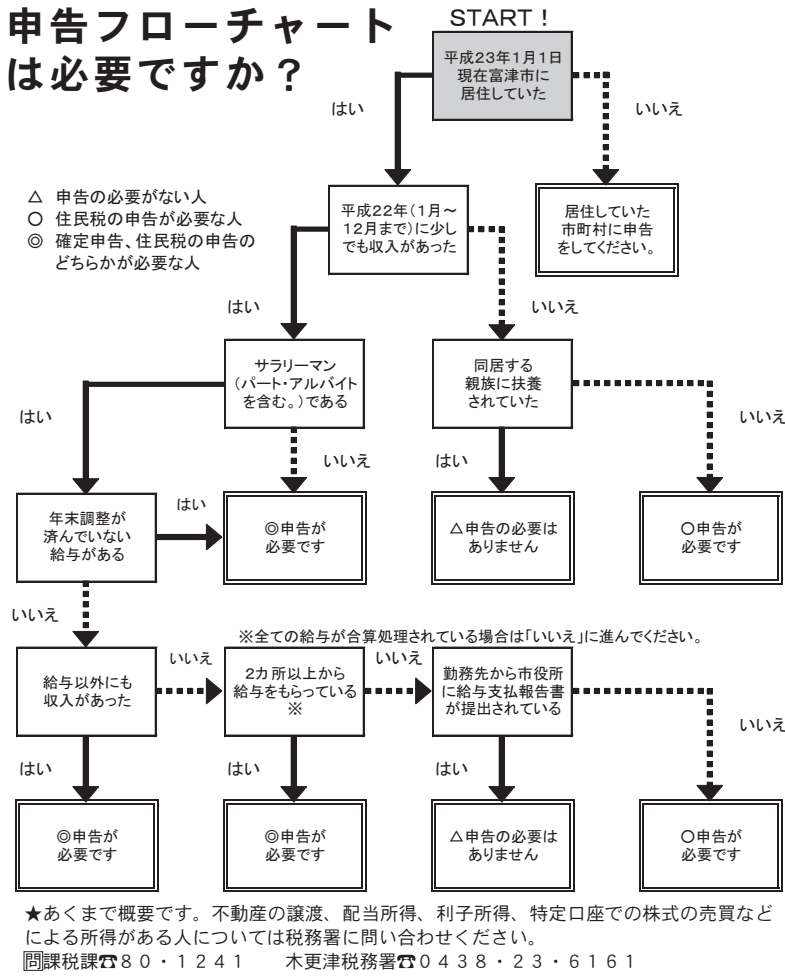 申告フローチャート
は必要ですか？
START！
平成23年1月1日
現在富津市に
居住していた
はい
いいえ
△ 申告の必要がない人
○ 住民税の申告が必要な人
◎ 確定申告、住民税の申告の
どちらかが必要な人
平成22年（1月～
12月まで）に少し
でも収入があった
居住していた
市町村に申告
をしてください。
はい
いいえ
サラリーマン
（パート・アルバイト
を含む。）である
同居する
親族に扶養
されていた
はい
いいえ
はい
いいえ
年末調整が
済んでいない
給与がある
はい
◎申告が
必要です
△申告の必要は
ありません
○申告が
必要です
いいえ
※全ての給与が合算処理されている場合は「いいえ」に進んでください。
給与以外にも
収入があった
いいえ
2カ所以上から
給与をもらっている
※
いいえ
勤務先から市役所
に給与支払報告書
が提出されている
いいえ
はい
はい
はい
◎申告が
必要です
◎申告が
必要です
△申告の必要は
ありません
○申告が
必要です
★あくまで概要です。不動産の譲渡、配当所得、利子所得、特定口座での株式の売買など
による所得がある人については税務署に問い合わせください。
問課税課☎80・1241　木更津税務署☎0438・23・6161